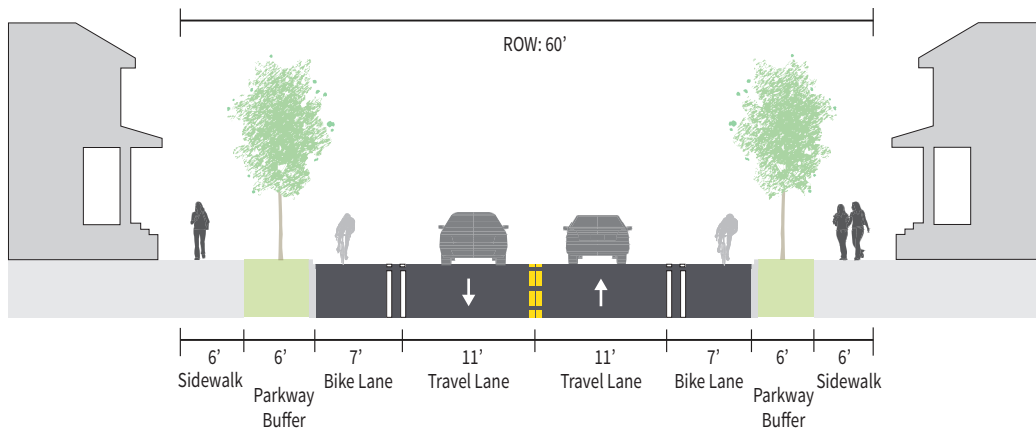 ROW: 60’
6’ 6’ 7’ 11’ 11’ 7’ 6’ 6’
Sidewalk Parkway Buffer Bike Lane Travel Lane Travel Lane Bike Lane Parkway Buffer Sidewalk